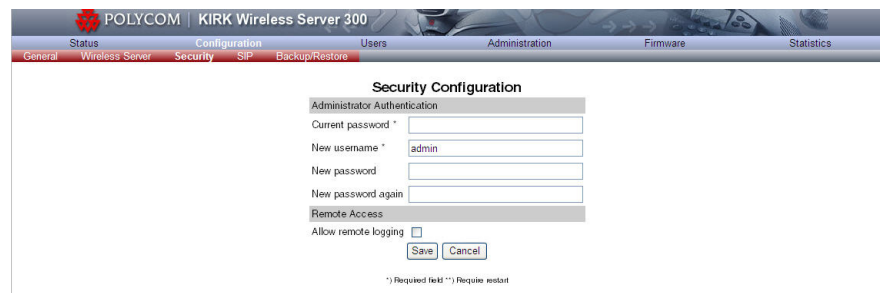 POLYCOM | KIRK Wireless Server 300
Status Configuration Users Administration Firmware Statistics
General Wireless Server Security SIP Backup/Restore
Security Configuration
Administrator Authentication
Current password *
New username * admin
New password
New password again
Remote Access
Allow remote logging
Save Cancel
*) Required field **) Require restart